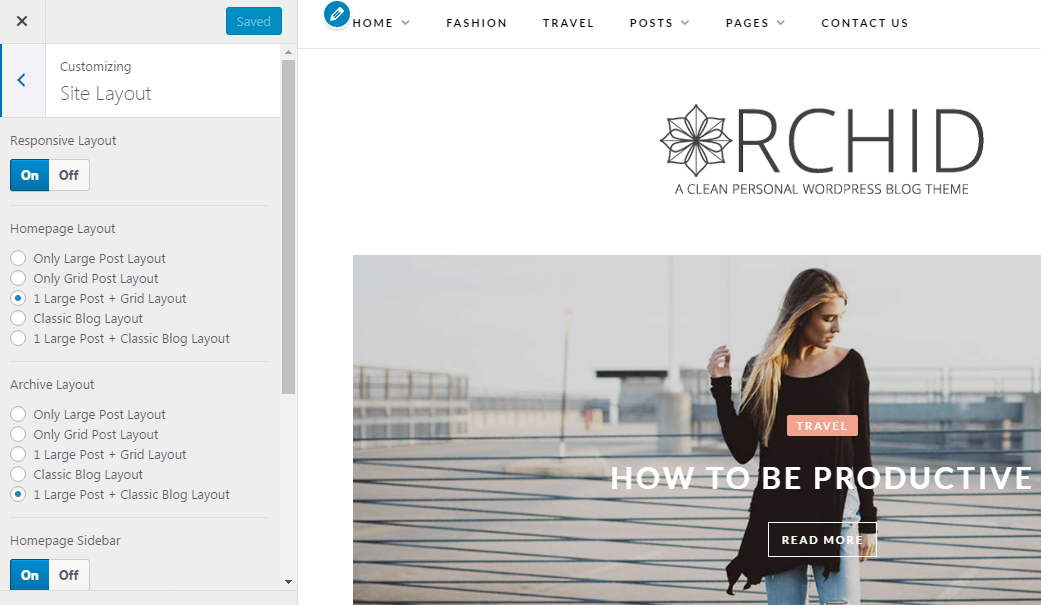 Saved
Customizing
Site Layout
Responsive Layout
On Off
Homepage Layout
Only Large Post Layout
Only Grid Post Layout
1 Large Post + Grid Layout
Classic Blog Layout
1 Large Post + Classic Blog Layout
Archive Layout
Only Large Post Layout
Only Grid Post Layout
1 Large Post + Grid Layout
Classic Blog Layout
1 Large Post + Classic Blog Layout
Homepage Sidebar
On Off
HOME FASHION TRAVEL POSTS PAGES CONTACT US
ORCHID
A CLEAN PERSONAL WORDPRESS BLOG THEME
TRAVEL
HOW TO BE PRODUCTIVE
READ MORE